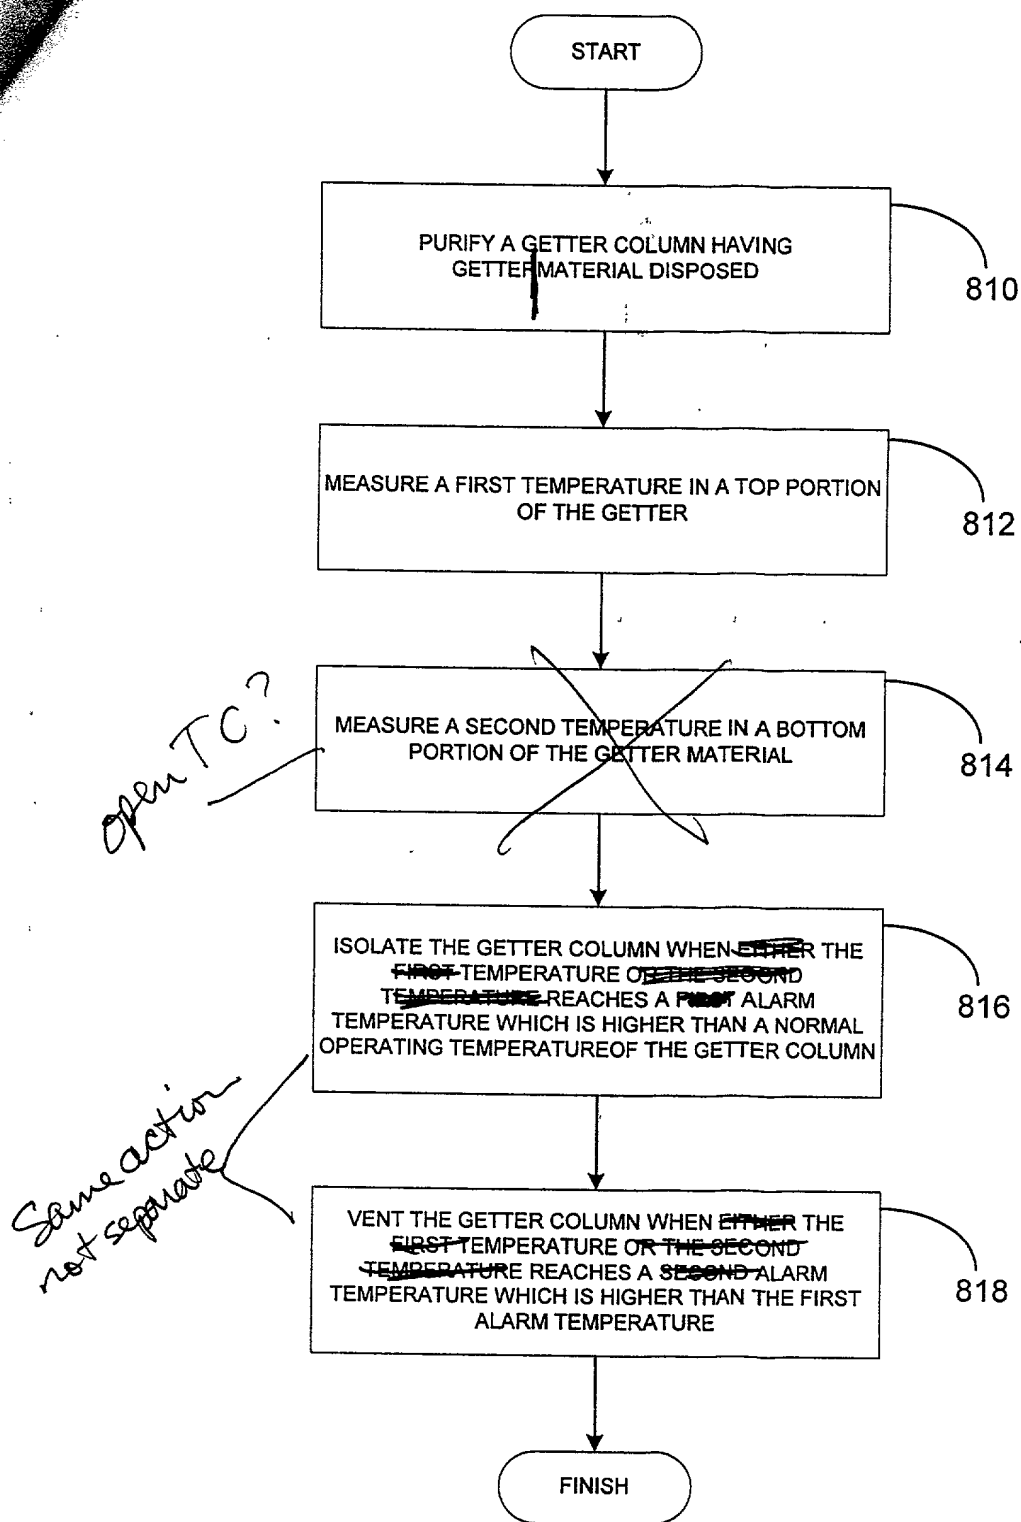 START
PURIFY A GETTER COLUMN HAVING
GETTER MATERIAL DISPOSED
810
MEASURE A FIRST TEMPERATURE IN A TOP PORTION
OF THE GETTER
812
open TC?
MEASURE A SECOND TEMPERATURE IN A BOTTOM
PORTION OF THE GETTER MATERIAL
814
ISOLATE THE GETTER COLUMN WHEN EITHER THE
FIRST TEMPERATURE OR THE SECOND
TEMPERATURE REACHES A FIRST ALARM
TEMPERATURE WHICH IS HIGHER THAN A NORMAL
OPERATING TEMPERATUREOF THE GETTER COLUMN
816
Same action
not separate
VENT THE GETTER COLUMN WHEN EITHER THE
FIRST TEMPERATURE OR THE SECOND
TEMPERATURE REACHES A SECOND ALARM
TEMPERATURE WHICH IS HIGHER THAN THE FIRST
ALARM TEMPERATURE
818
FINISH